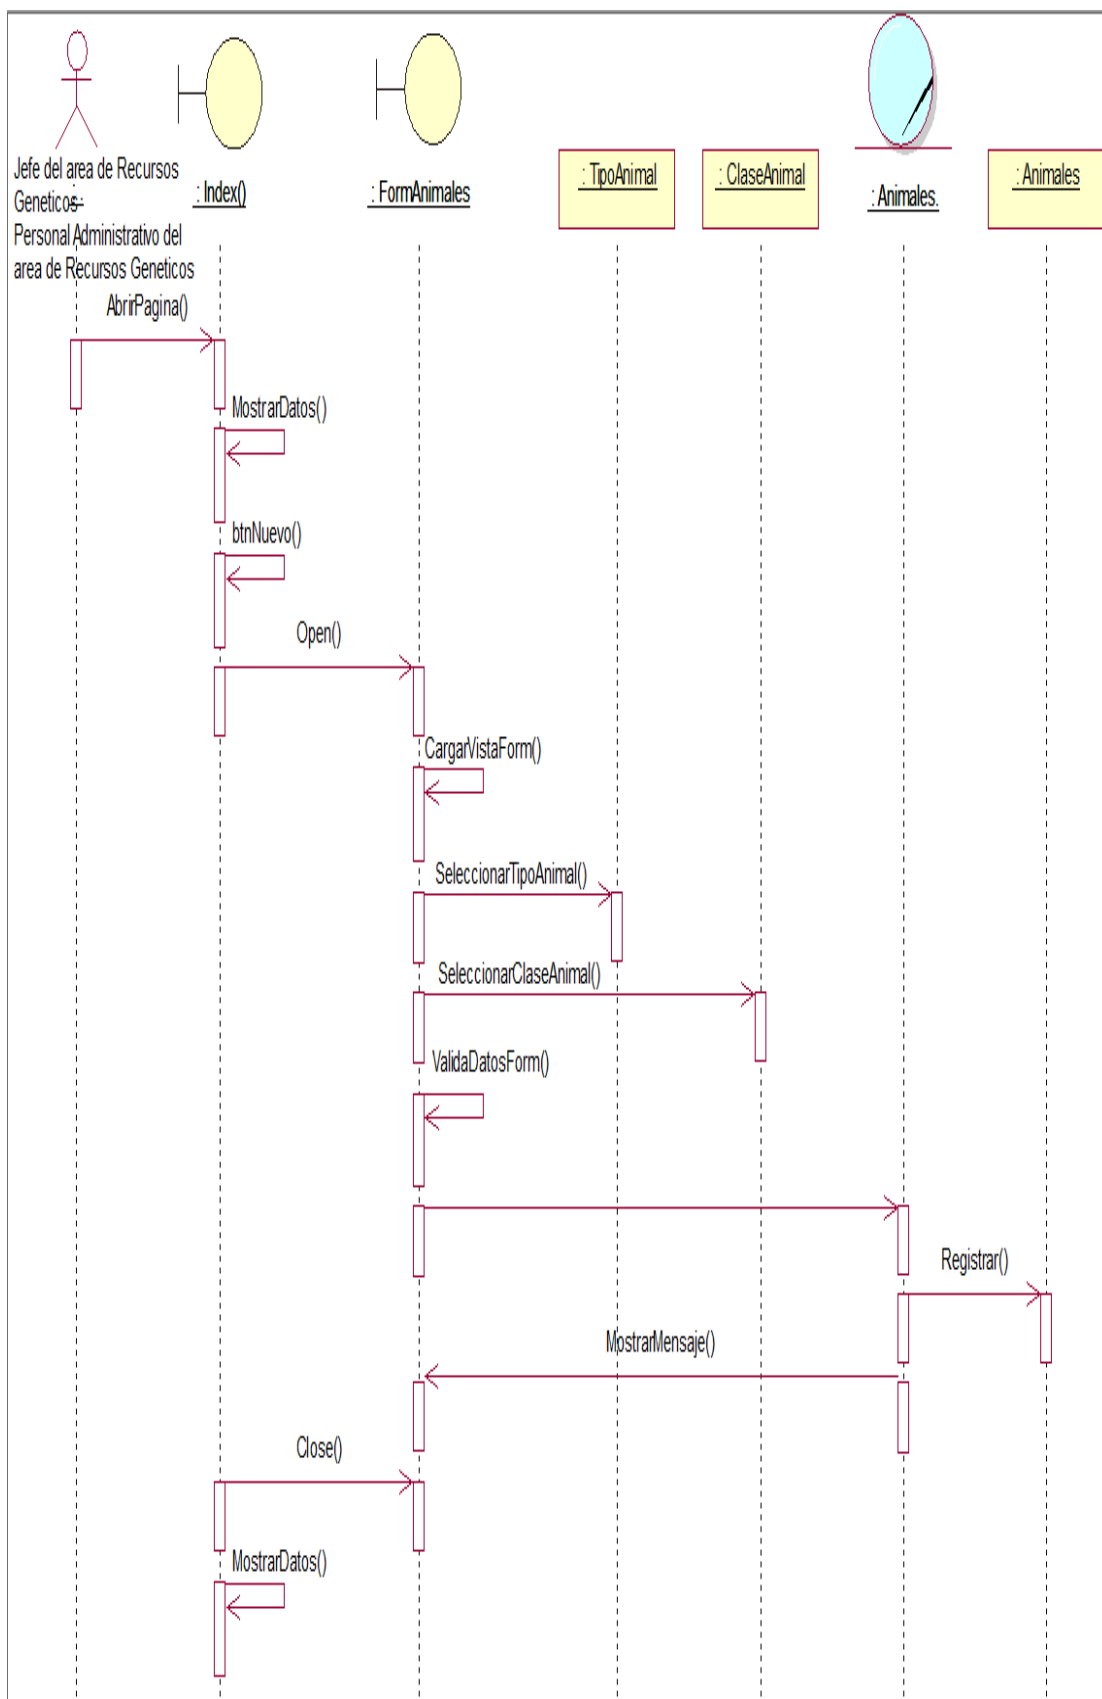 Jefe del area de Recursos
Geneticos :
Personal Administrativo del
area de Recursos Geneticos
: Index()
: FormAnimales
: TipoAnimal
: ClaseAnimal
: Animales.
: Animales
AbrirPagina()
MostrarDatos()
btnNuevo()
Open()
CargarVistaForm()
SeleccionarTipoAnimal()
SeleccionarClaseAnimal()
ValidaDatosForm()
Registrar()
MostrarMensaje()
Close()
MostrarDatos()